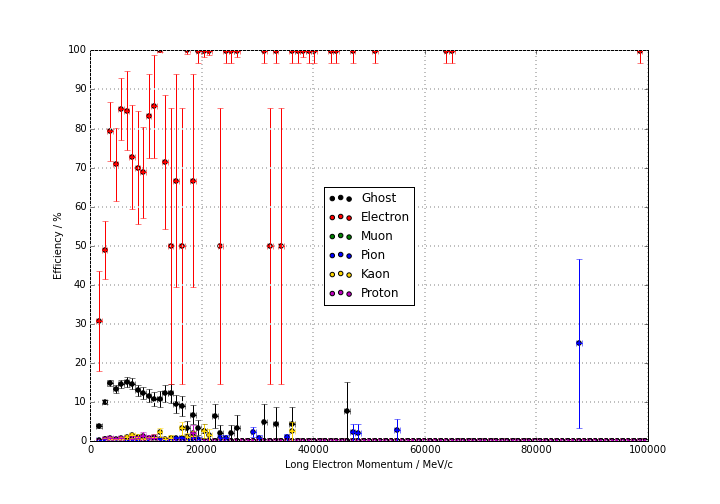 100
90
80
70
60
50
40
30
20
10
0
Efficiency / %
Ghost
Electron
Muon
Pion
Kaon
Proton
0 20000 40000 60000 80000 100000
Long Electron Momentum / MeV/c